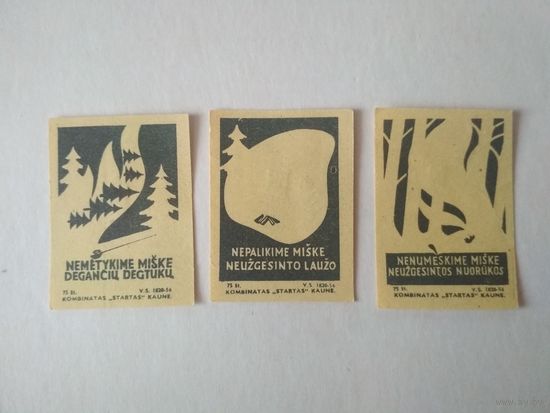 NEMĖTYKIME MIŠKE
DEGANČIŲ DEGTUKŲ
75 št. V.S. 1820-56
KOMBINATAS „STARTAS“ KAUNE.
NEPALIKIME MIŠKE
NEUŽGESINTO LAUŽO
75 št. V.S. 1820-56
KOMBINATAS „STARTAS“ KAUNE.
NENUMESKIME MIŠKE
NEUŽGESINTOS NUORŪKOS
75 št. V.S. 1820-56
KOMBINATAS „STARTAS“ KAUNE.